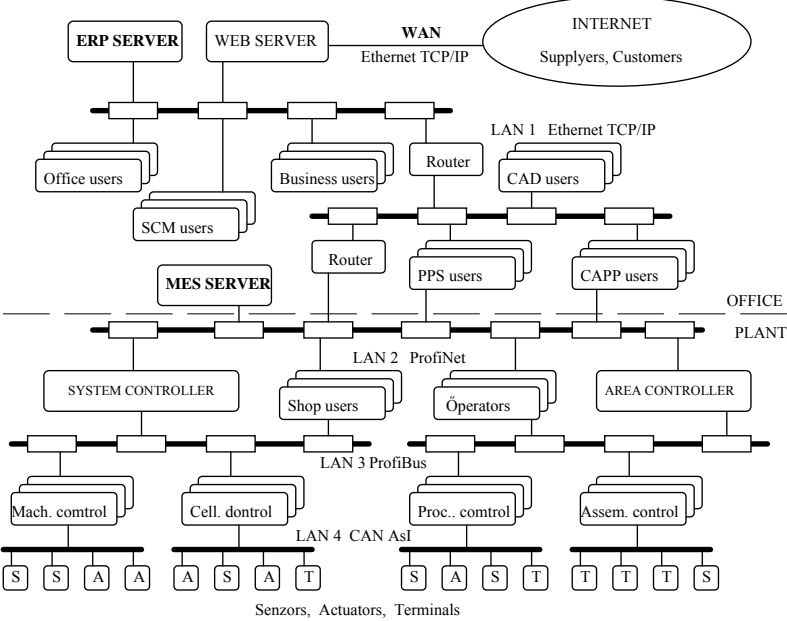 INTERNET
Supplyers, Customers
WAN
Ethernet TCP/IP
ERP SERVER
WEB SERVER
LAN 1 Ethernet TCP/IP
Office users
SCM users
Business users
Router
CAD users
Router
PPS users
CAPP users
MES SERVER
OFFICE
PLANT
LAN 2 ProfiNet
SYSTEM CONTROLLER
Shop users
Őperators
AREA CONTROLLER
LAN 3 ProfiBus
Mach. comtrol
Cell. dontrol
Proc.. comtrol
Assem. control
LAN 4 CAN AsI
S S A A A S A T S A S T T T T S
Senzors, Actuators, Terminals